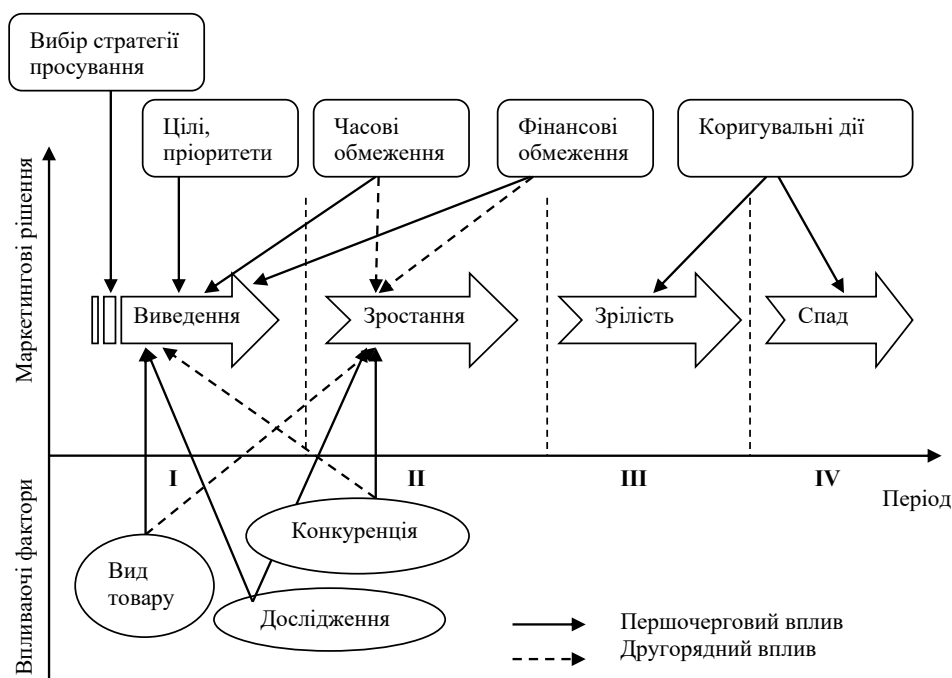 Вибір стратегії
просування
Цілі,
пріоритети
Часові
обмеження
Фінансові
обмеження
Коригувальні дії
Маркетингові рішення
Виведення
Зростання
Зрілість
Спад
I
II
III
IV
Період
Впливаючі фактори
Конкуренція
Вид
товару
Дослідження
Першочерговий вплив
Другорядний вплив